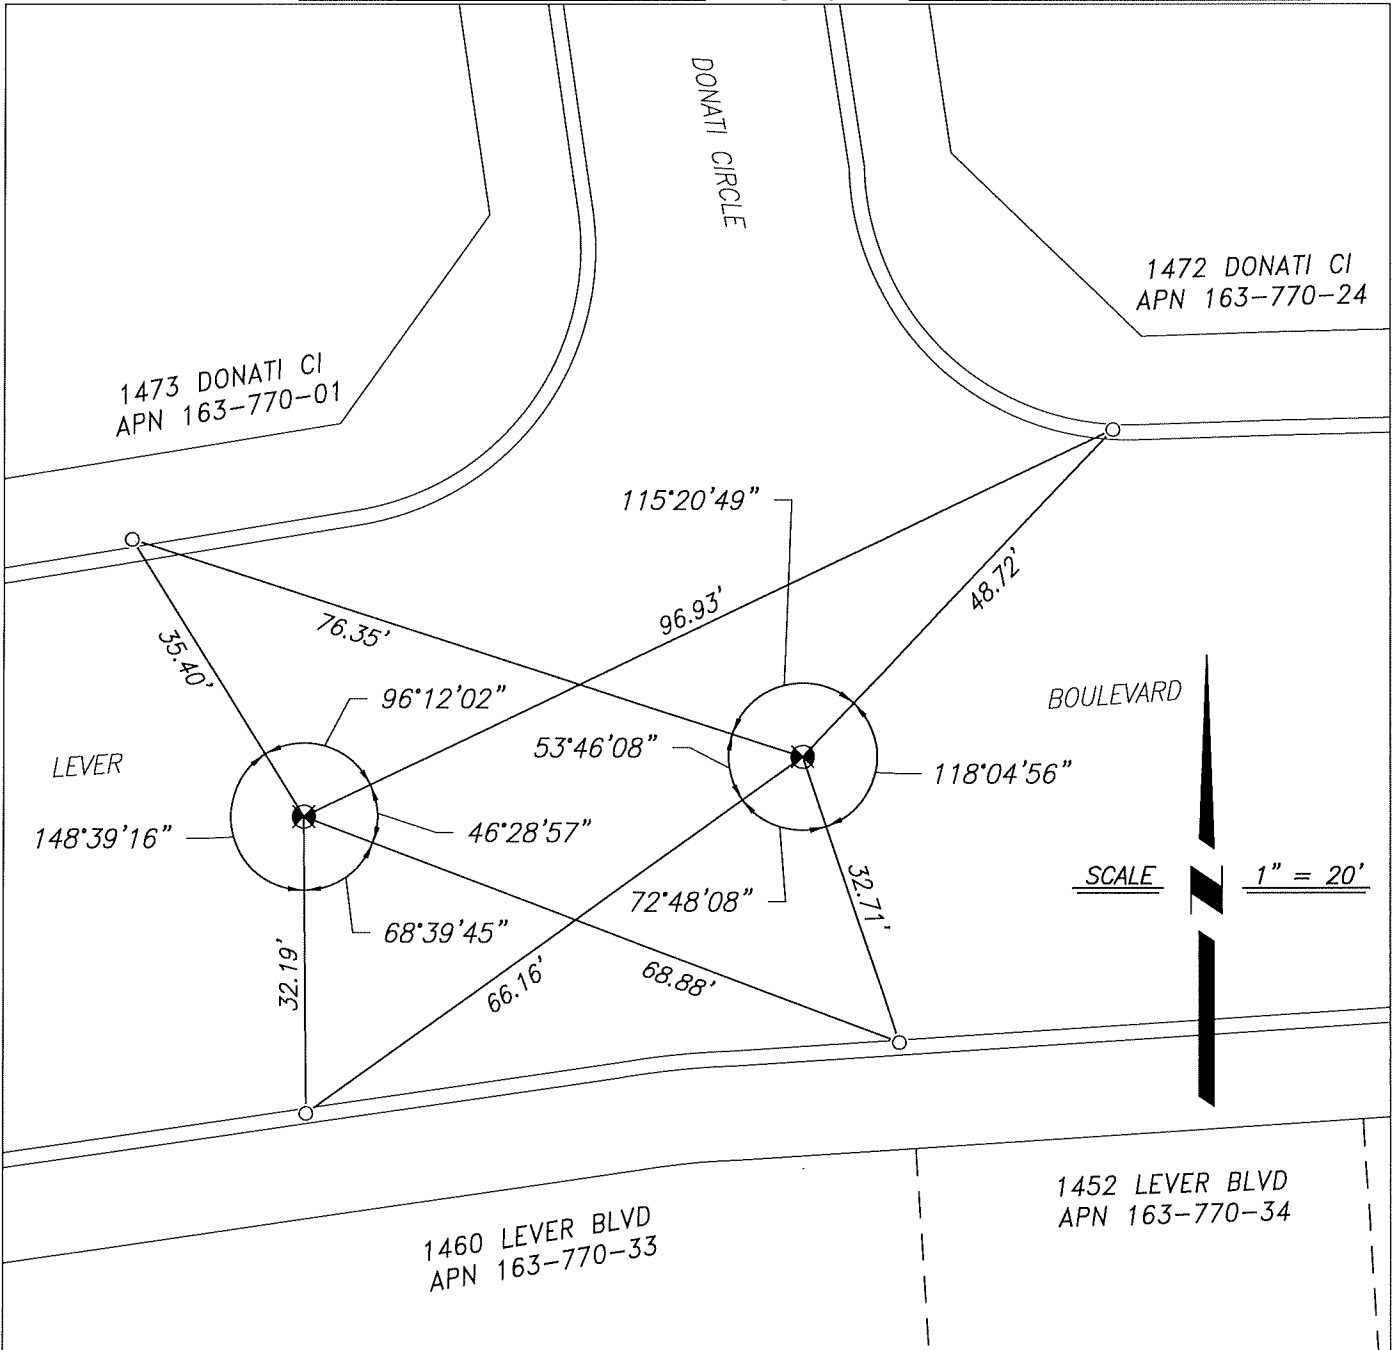 DONATI CIRCLE
1472 DONATI CI
APN 163-770-24
1473 DONATI CI
APN 163-770-01
115°20'49"
48.72'
96.93'
76.35'
35.40'
96°12'02"
BOULEVARD
53°46'08"
LEVER
118°04'56"
148°39'16"
46°28'57"
SCALE
1" = 20'
72°48'08"
32.71'
68°39'45"
32.19'
66.16'
68.88'
1452 LEVER BLVD
APN 163-770-34
1460 LEVER BLVD
APN 163-770-33